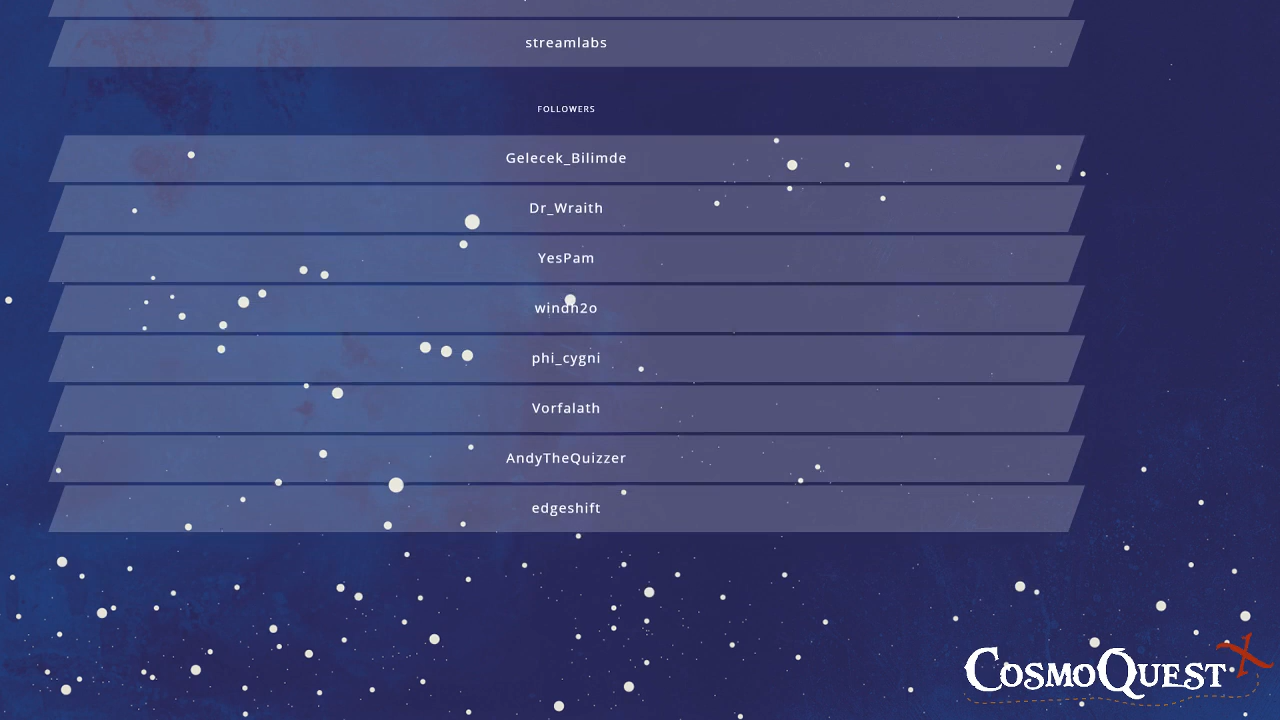 streamlabs
FOLLOWERS
Gelecek_Bilimde
Dr_Wraith
YesPam
windh2o
phi_cygni
Vorfalath
AndyTheQuizzer
edgeshift
COSMOQUEST X